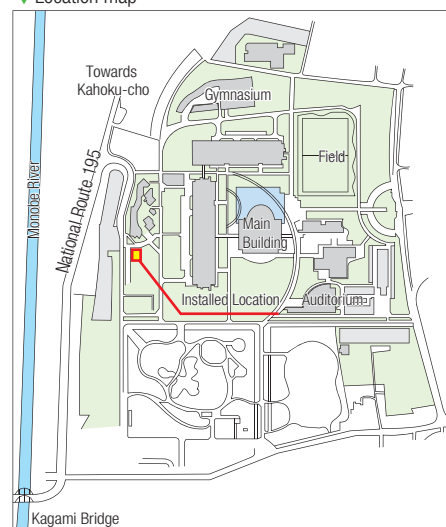 Location map
Towards
Kahoku-cho
Gymnasium
Monobe River
National Route 195
Field
Main
Building
Installed Location
Auditorium
Kagami Bridge